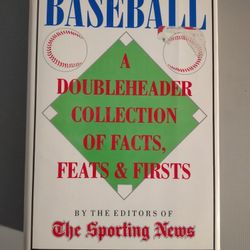 BASEBALL
A
DOUBLEHEADER
COLLECTION
OF FACTS,
FEATS & FIRSTS
BY THE EDITORS OF
The Sporting News